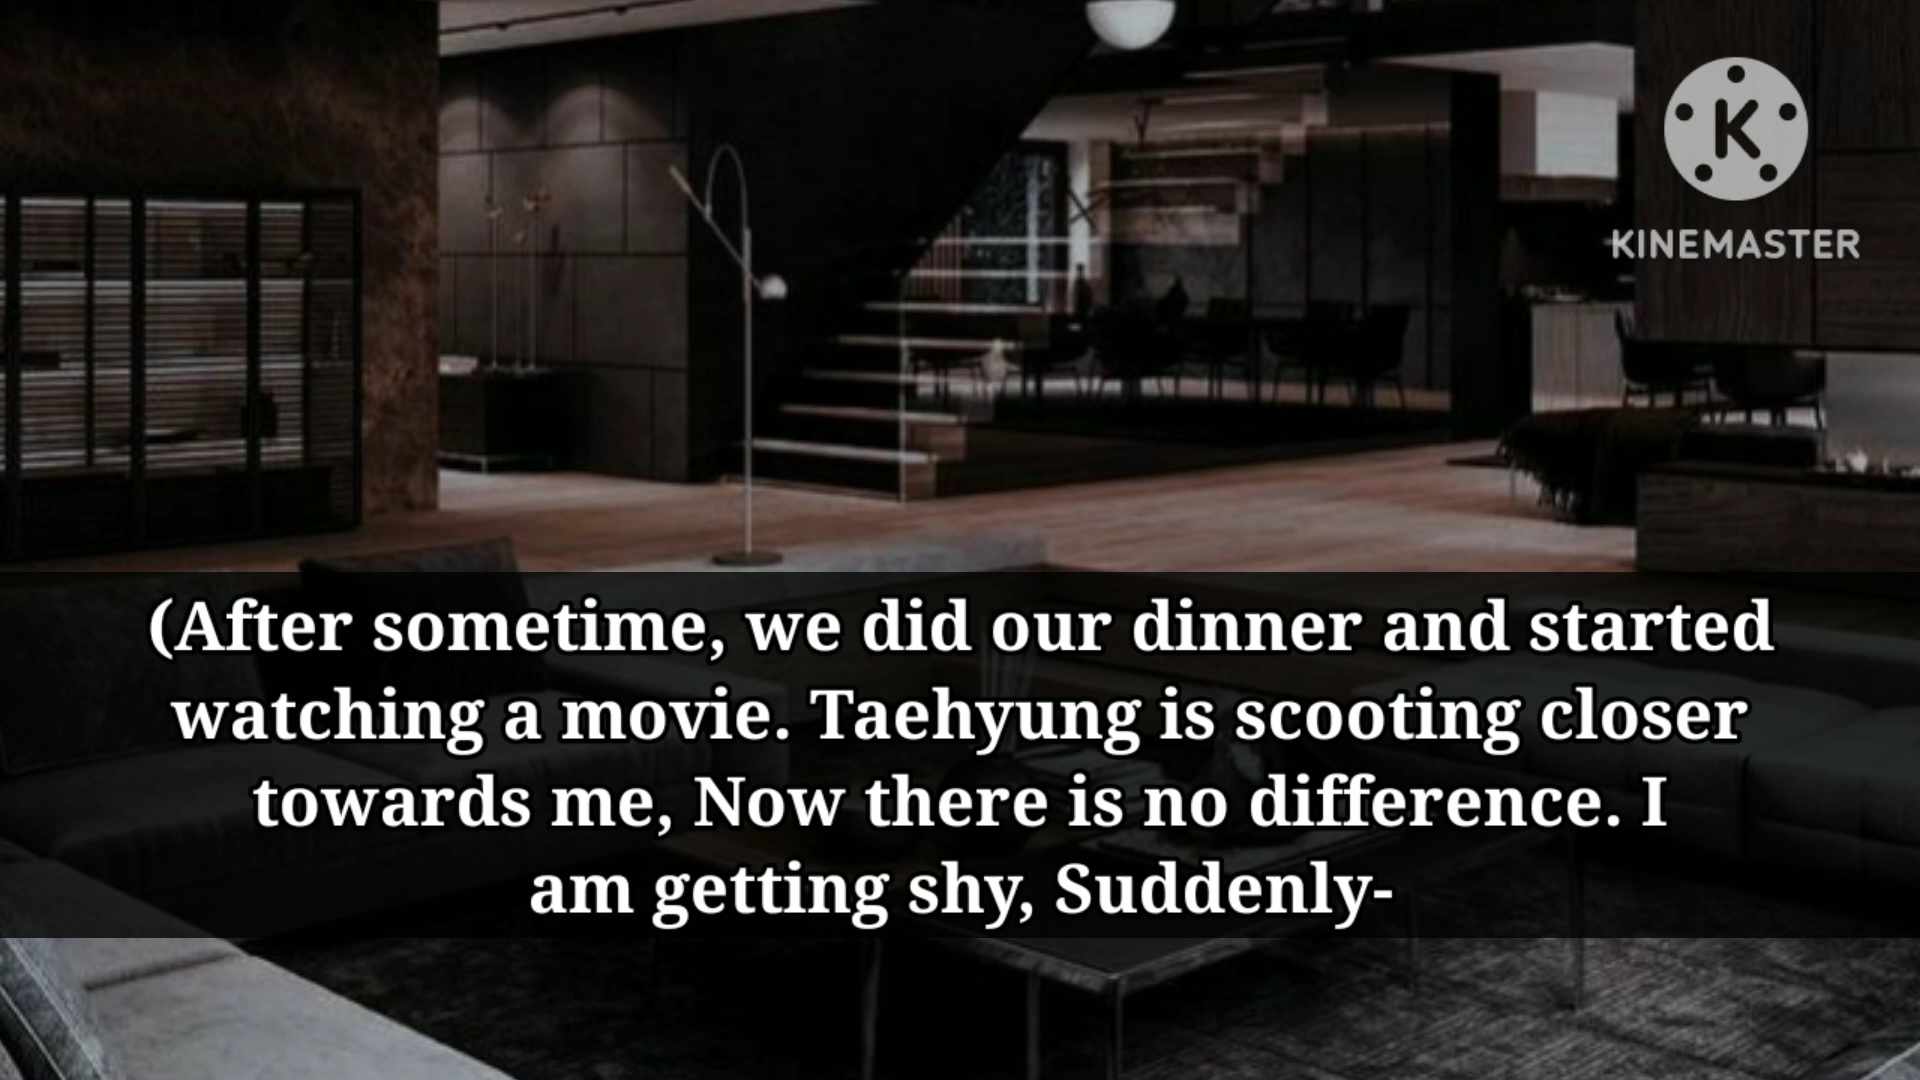 K
KINEMASTER
(After sometime, we did our dinner and started
watching a movie. Taehyung is scooting closer
towards me, Now there is no difference. I
am getting shy, Suddenly-